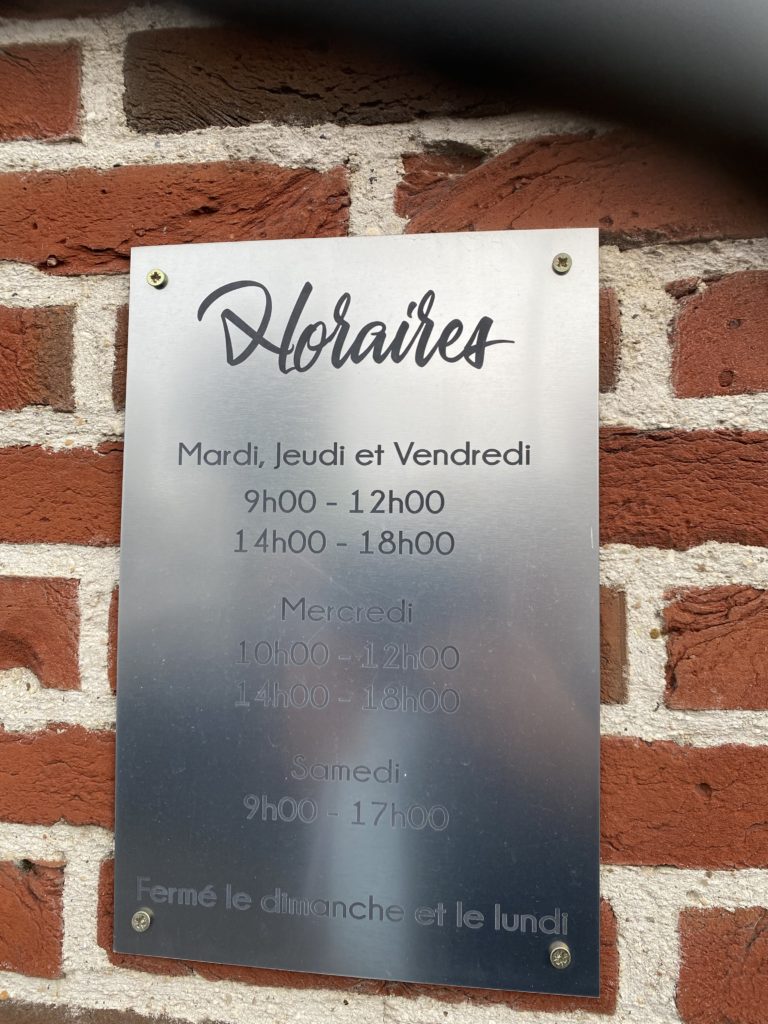 Horaires
Mardi, Jeudi et Vendredi
9h00 - 12h00
14h00 - 18h00
Mercredi
10h00 - 12h00
14h00 - 18h00
Samedi
9h00 - 17h00
Fermé le dimanche et le lundi